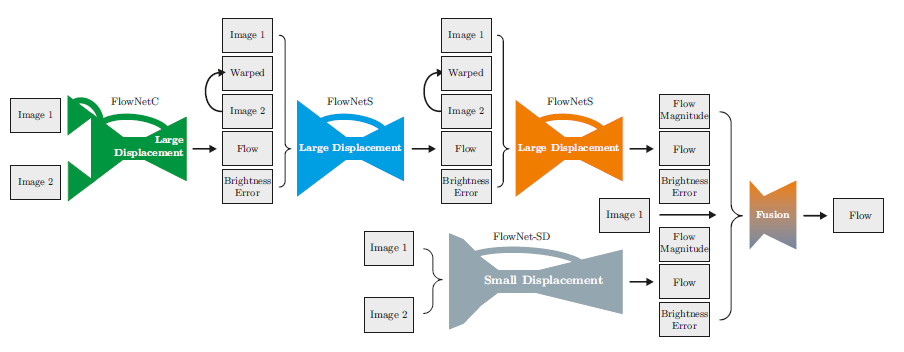 Image 1
Image 2
FlowNetC
Large
Displacement
Image 1
Warped
Image 2
Flow
Brightness
Error
FlowNetS
Large Displacement
Image 1
Warped
Image 2
Flow
Brightness
Error
FlowNetS
Large Displacement
Flow
Magnitude
Flow
Brightness
Error
Image 1
Image 1
Image 2
FlowNet-SD
Small Displacement
Flow
Magnitude
Flow
Brightness
Error
Fusion
Flow